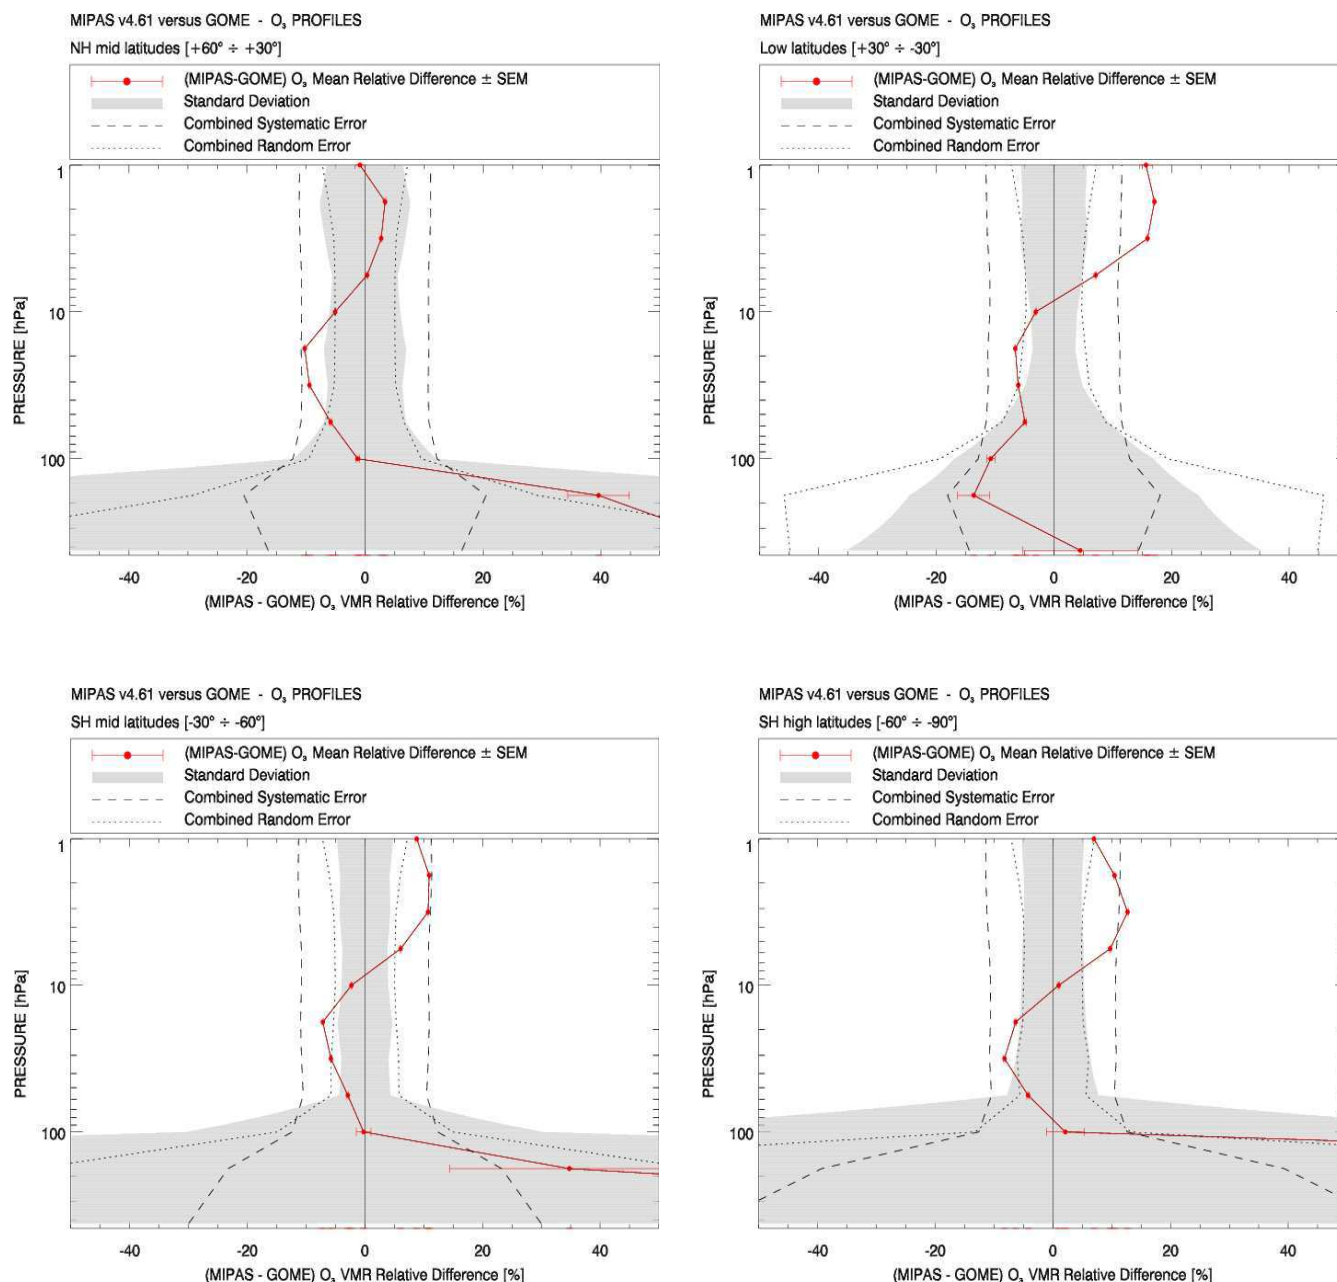 MIPAS v4.61 versus GOME - O₃ PROFILES
NH mid latitudes [+60° ÷ +30°]
(MIPAS-GOME) O₃ Mean Relative Difference ± SEM
Standard Deviation
Combined Systematic Error
Combined Random Error
1
10
100
PRESSURE [hPa]
-40 -20 0 20 40
(MIPAS - GOME) O₃ VMR Relative Difference [%]
MIPAS v4.61 versus GOME - O₃ PROFILES
Low latitudes [+30° ÷ -30°]
(MIPAS-GOME) O₃ Mean Relative Difference ± SEM
Standard Deviation
Combined Systematic Error
Combined Random Error
1
10
100
PRESSURE [hPa]
-40 -20 0 20 40
(MIPAS - GOME) O₃ VMR Relative Difference [%]
MIPAS v4.61 versus GOME - O₃ PROFILES
SH mid latitudes [-30° ÷ -60°]
(MIPAS-GOME) O₃ Mean Relative Difference ± SEM
Standard Deviation
Combined Systematic Error
Combined Random Error
1
10
100
PRESSURE [hPa]
-40 -20 0 20 40
(MIPAS - GOME) O₃ VMR Relative Difference [%]
MIPAS v4.61 versus GOME - O₃ PROFILES
SH high latitudes [-60° ÷ -90°]
(MIPAS-GOME) O₃ Mean Relative Difference ± SEM
Standard Deviation
Combined Systematic Error
Combined Random Error
1
10
100
PRESSURE [hPa]
-40 -20 0 20 40
(MIPAS - GOME) O₃ VMR Relative Difference [%]